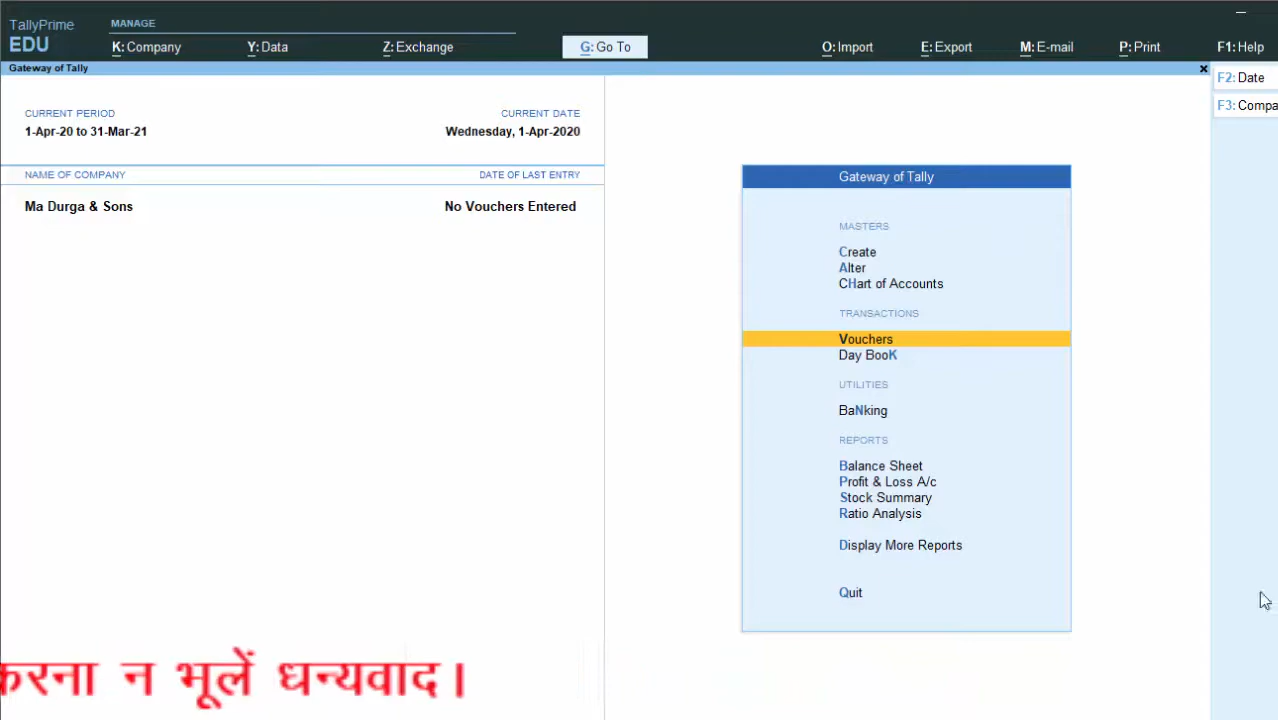 TallyPrime
EDU
MANAGE
K: Company
Y: Data
Z: Exchange
G: Go To
O: Import
E: Export
M: E-mail
P: Print
F1: Help
Gateway of Tally
F2: Date
F3: Compa
CURRENT PERIOD
CURRENT DATE
1-Apr-20 to 31-Mar-21
Wednesday, 1-Apr-2020
NAME OF COMPANY
DATE OF LAST ENTRY
Ma Durga & Sons
No Vouchers Entered
Gateway of Tally
MASTERS
Create
Alter
CHart of Accounts
TRANSACTIONS
Vouchers
Day BooK
UTILITIES
BaNking
REPORTS
Balance Sheet
Profit & Loss A/c
Stock Summary
Ratio Analysis
Display More Reports
Quit
करना न भूलें धन्यवाद।